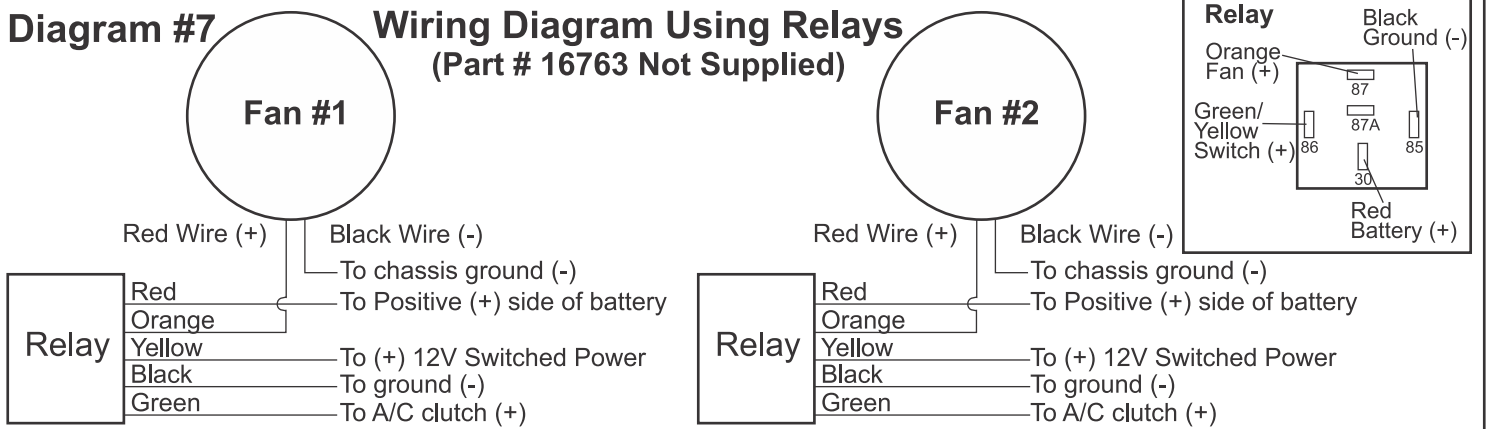 Diagram #7
Wiring Diagram Using Relays
(Part # 16763 Not Supplied)
Fan #1
Red Wire (+)
Black Wire (-)
To chassis ground (-)
Relay
Red
To Positive (+) side of battery
Orange
Yellow
To (+) 12V Switched Power
Black
To ground (-)
Green
To A/C clutch (+)
Fan #2
Red Wire (+)
Black Wire (-)
To chassis ground (-)
Relay
Red
To Positive (+) side of battery
Orange
Yellow
To (+) 12V Switched Power
Black
To ground (-)
Green
To A/C clutch (+)
Relay
Black
Ground (-)
Orange
Fan (+)
87
Green/
Yellow
Switch (+)
87A
86
85
30
Red
Battery (+)